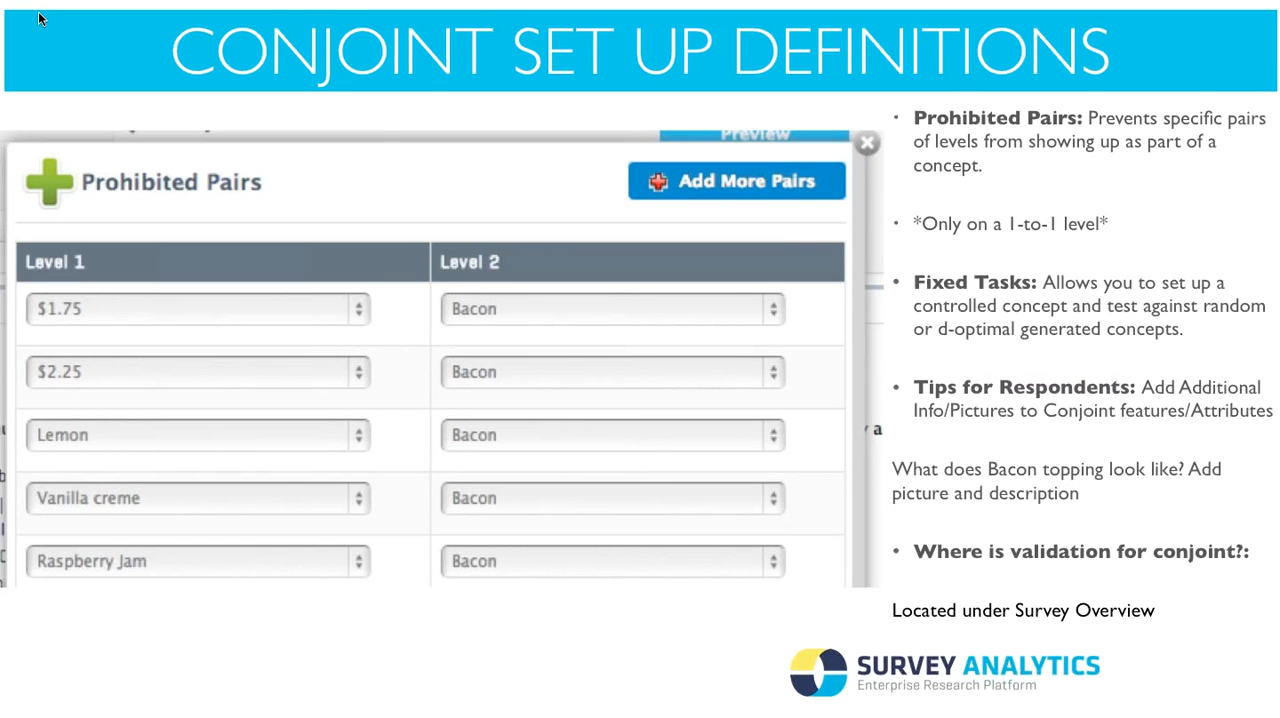 CONJOINT SET UP DEFINITIONS
Preview
Prohibited Pairs
Add More Pairs
Level 1 Level 2
$1.75 Bacon
$2.25 Bacon
Lemon Bacon
Vanilla creme Bacon
Raspberry Jam Bacon
• Prohibited Pairs: Prevents specific pairs
of levels from showing up as part of a
concept.
• *Only on a 1-to-1 level*
• Fixed Tasks: Allows you to set up a
controlled concept and test against random
or d-optimal generated concepts.
• Tips for Respondents: Add Additional
Info/Pictures to Conjoint features/Attributes
What does Bacon topping look like? Add
picture and description
• Where is validation for conjoint?:
Located under Survey Overview
SURVEY ANALYTICS
Enterprise Research Platform